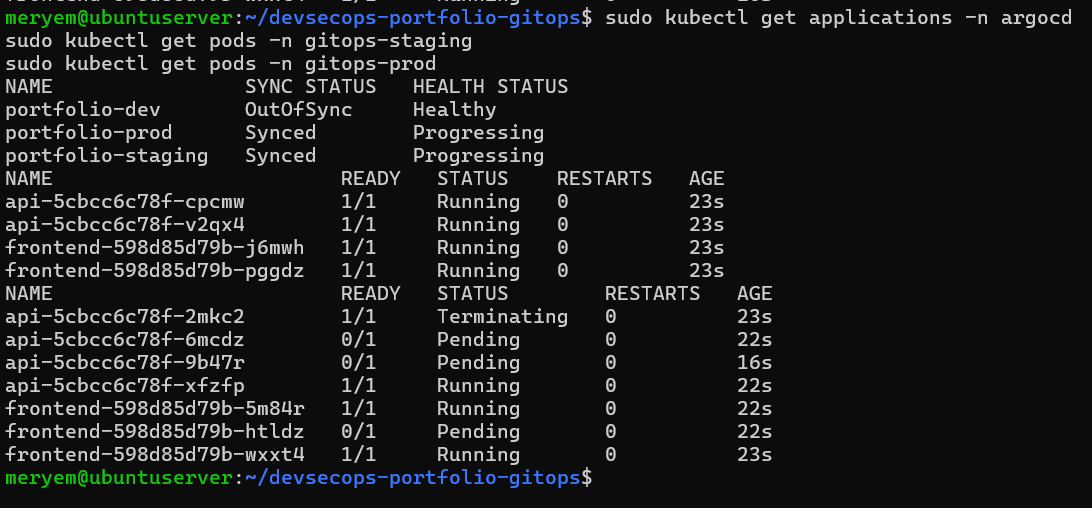 meryem@ubuntuserver:~/devsecops-portfolio-gitops$ sudo kubectl get applications -n argocd
sudo kubectl get pods -n gitops-staging
sudo kubectl get pods -n gitops-prod
NAME                SYNC STATUS   HEALTH STATUS
portfolio-dev       OutOfSync     Healthy
portfolio-prod      Synced        Progressing
portfolio-staging   Synced        Progressing
NAME                        READY   STATUS    RESTARTS   AGE
api-5cbcc6c78f-cpcmw        1/1     Running   0          23s
api-5cbcc6c78f-v2qx4        1/1     Running   0          23s
frontend-598d85d79b-j6mwh   1/1     Running   0          23s
frontend-598d85d79b-pggdz   1/1     Running   0          23s
NAME                        READY   STATUS        RESTARTS   AGE
api-5cbcc6c78f-2mkc2        1/1     Terminating   0          23s
api-5cbcc6c78f-6mcdz        0/1     Pending       0          22s
api-5cbcc6c78f-9b47r        0/1     Pending       0          16s
api-5cbcc6c78f-xfzfp        1/1     Running       0          22s
frontend-598d85d79b-5m84r   1/1     Running       0          22s
frontend-598d85d79b-htldz   0/1     Pending       0          22s
frontend-598d85d79b-wxxt4   1/1     Running       0          23s
meryem@ubuntuserver:~/devsecops-portfolio-gitops$